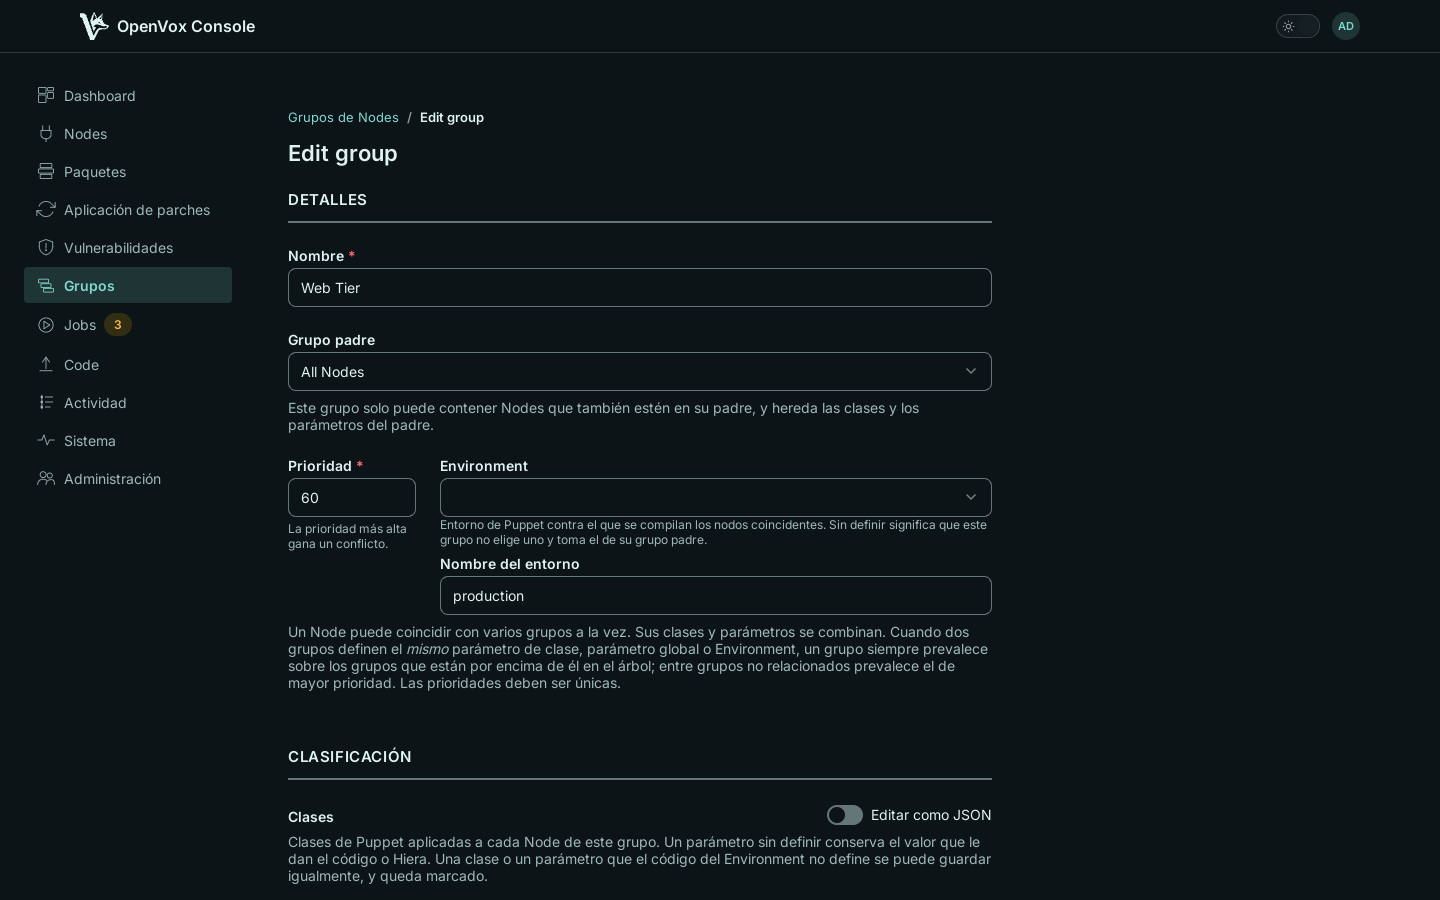 OpenVox Console
AD
Dashboard
Nodes
Paquetes
Aplicación de parches
Vulnerabilidades
Grupos
Jobs 3
Code
Actividad
Sistema
Administración
Grupos de Nodes / Edit group
Edit group
DETALLES
Nombre *
Web Tier
Grupo padre
All Nodes
Este grupo solo puede contener Nodes que también estén en su padre, y hereda las clases y los
parámetros del padre.
Prioridad *
60
La prioridad más alta
gana un conflicto.
Environment
Entorno de Puppet contra el que se compilan los nodos coincidentes. Sin definir significa que este
grupo no elige uno y toma el de su grupo padre.
Nombre del entorno
production
Un Node puede coincidir con varios grupos a la vez. Sus clases y parámetros se combinan. Cuando dos
grupos definen el mismo parámetro de clase, parámetro global o Environment, un grupo siempre prevalece
sobre los grupos que están por encima de él en el árbol; entre grupos no relacionados prevalece el de
mayor prioridad. Las prioridades deben ser únicas.
CLASIFICACIÓN
Clases
Editar como JSON
Clases de Puppet aplicadas a cada Node de este grupo. Un parámetro sin definir conserva el valor que le
dan el código o Hiera. Una clase o un parámetro que el código del Environment no define se puede guardar
igualmente, y queda marcado.